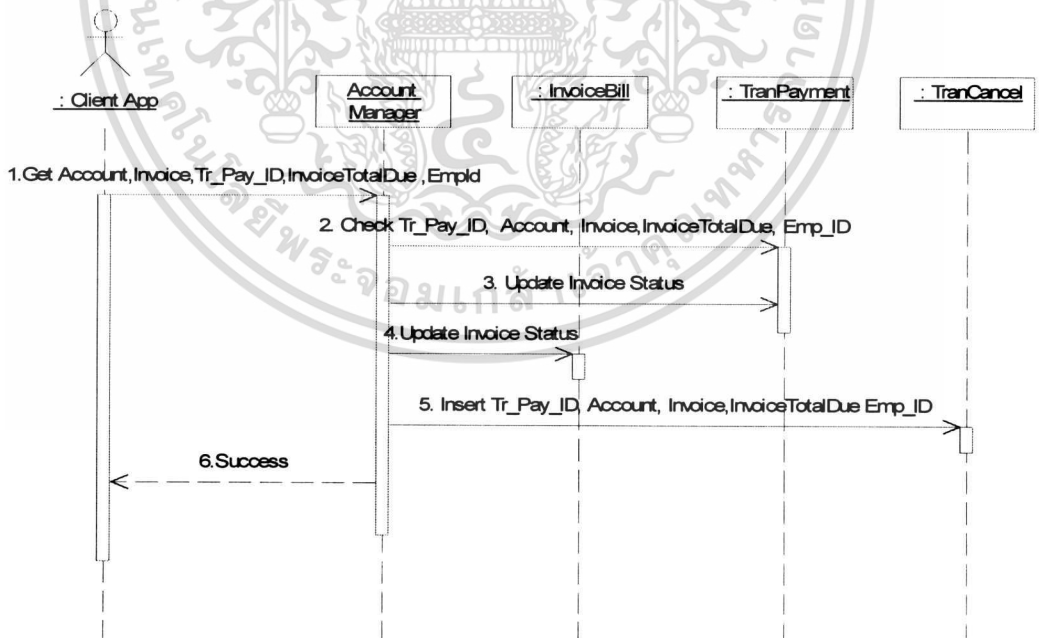 : Client App
Account
Manager
: InvoiceBill
: TranPayment
: TranCancel
1.Get Account,Invoice,Tr_Pay_ID,InvoiceTotalDue ,EmpId
2. Check Tr_Pay_ID, Account, Invoice,InvoiceTotalDue, Emp_ID
3. Update Invoice Status
4.Update Invoice Status
5. Insert Tr_Pay_ID, Account, Invoice,InvoiceTotalDue Emp_ID
6.Success